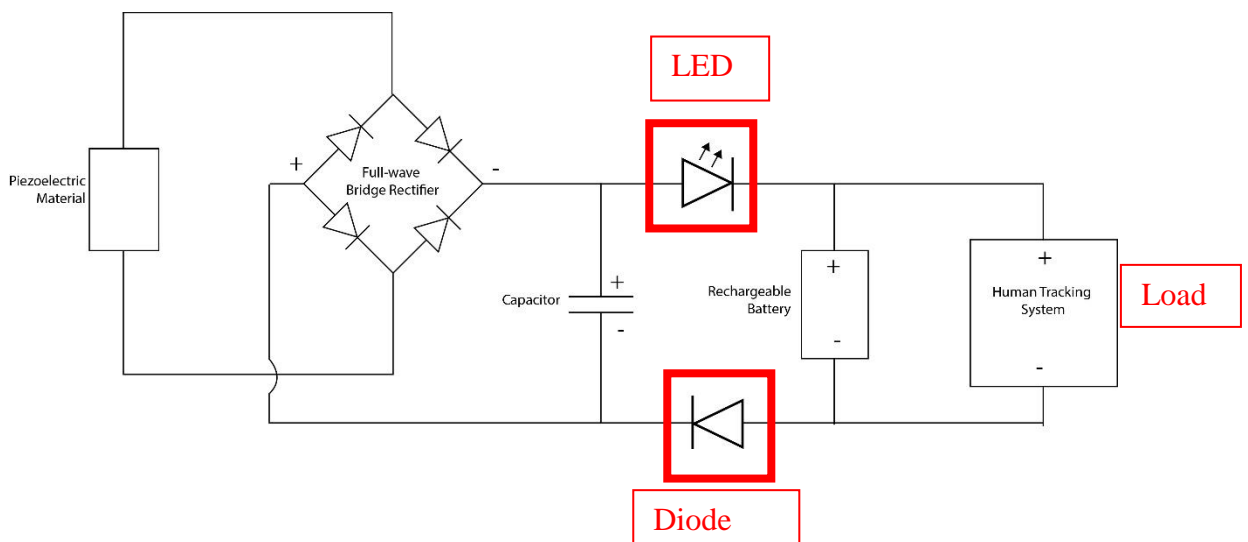 LED
+
Full-wave
Bridge Rectifier
-
Piezoelectric
Material
Capacitor
+
-
Rechargeable
Battery
+
-
+
Human Tracking
System
-
Load
Diode